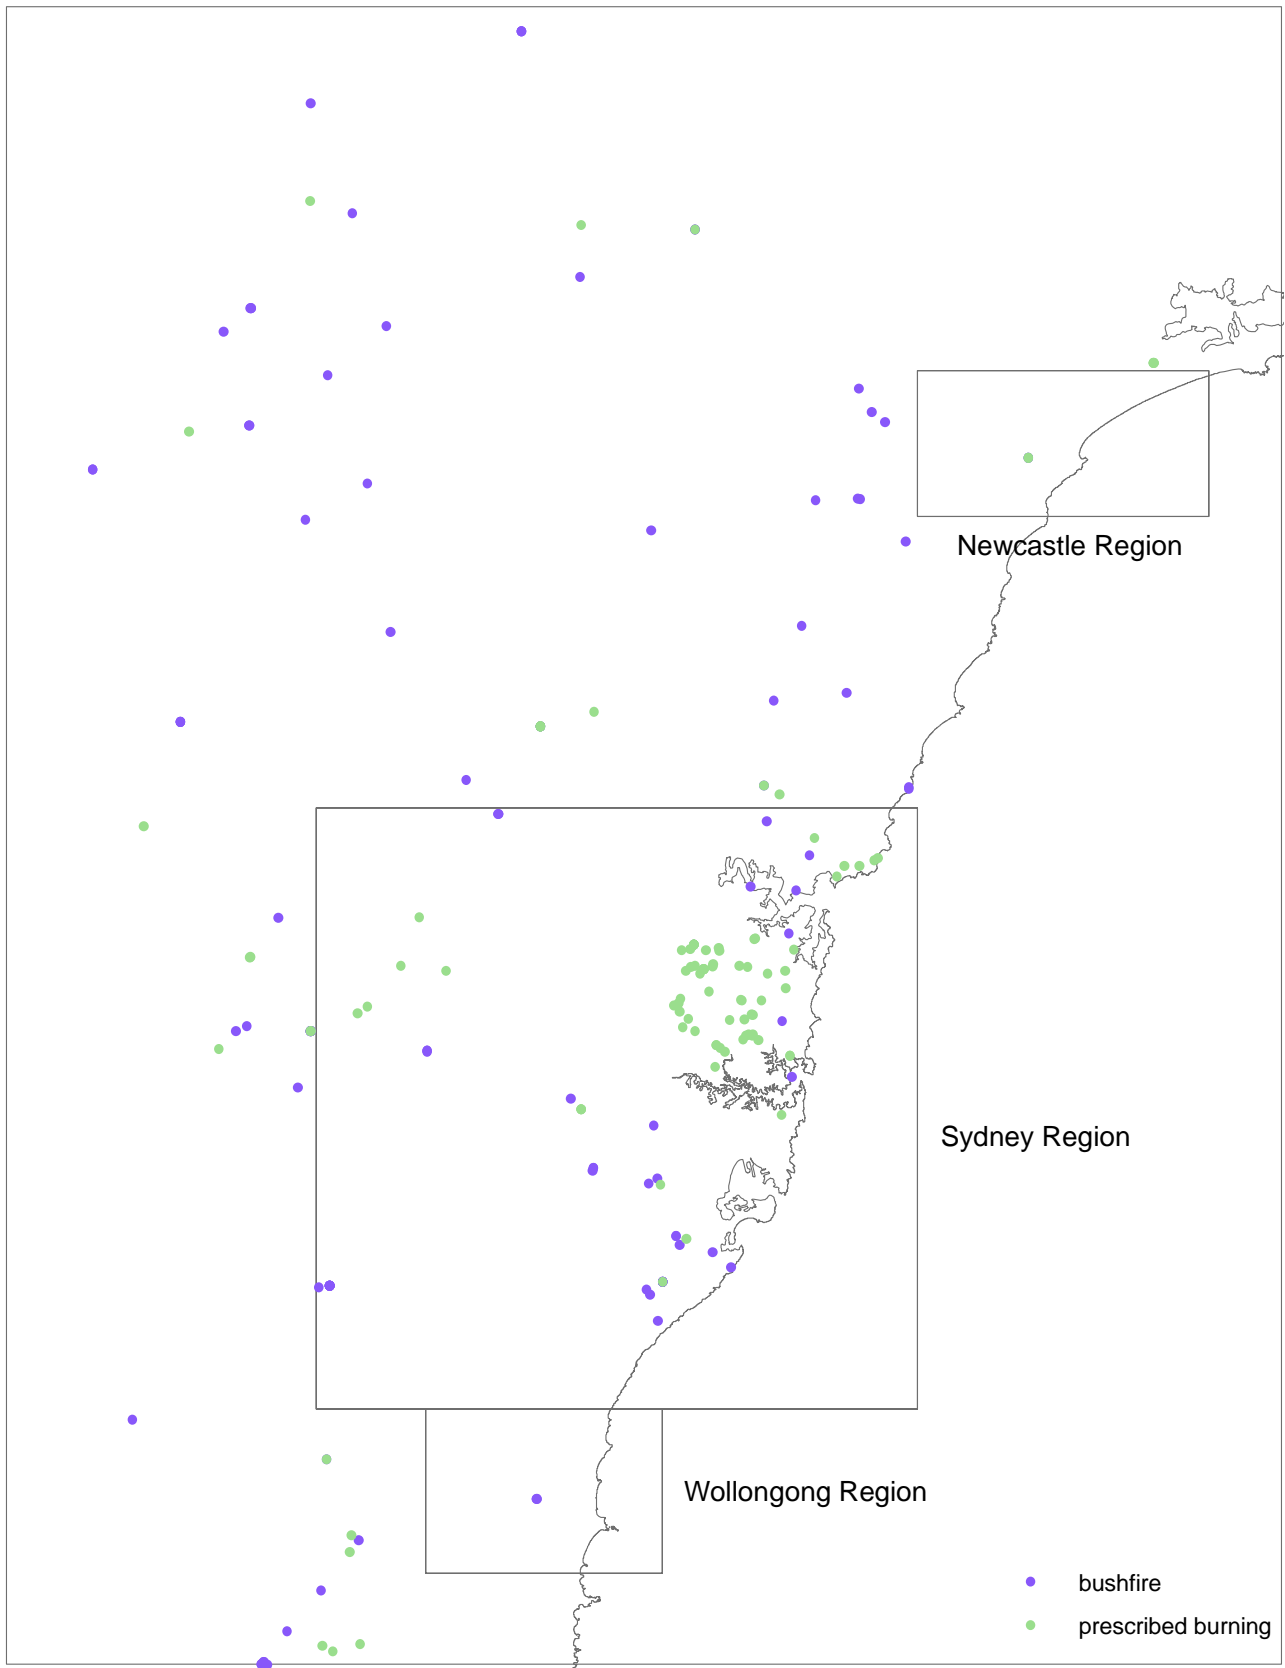 Newcastle Region
Sydney Region
Wollongong Region
bushfire
prescribed burning